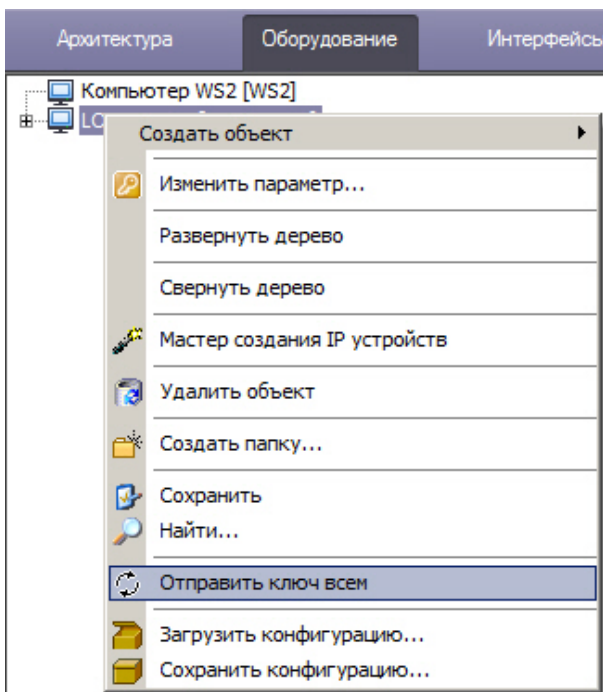 Архитектура Оборудование
Компьютер WS2 [WS2]
Создать объект
Изменить параметр...
Развернуть дерево
Свернуть дерево
Мастер создания IP устройств
Удалить объект
Создать папку...
Сохранить
Найти...
Отправить ключ всем
Загрузить конфигурацию...
Сохранить конфигурацию...